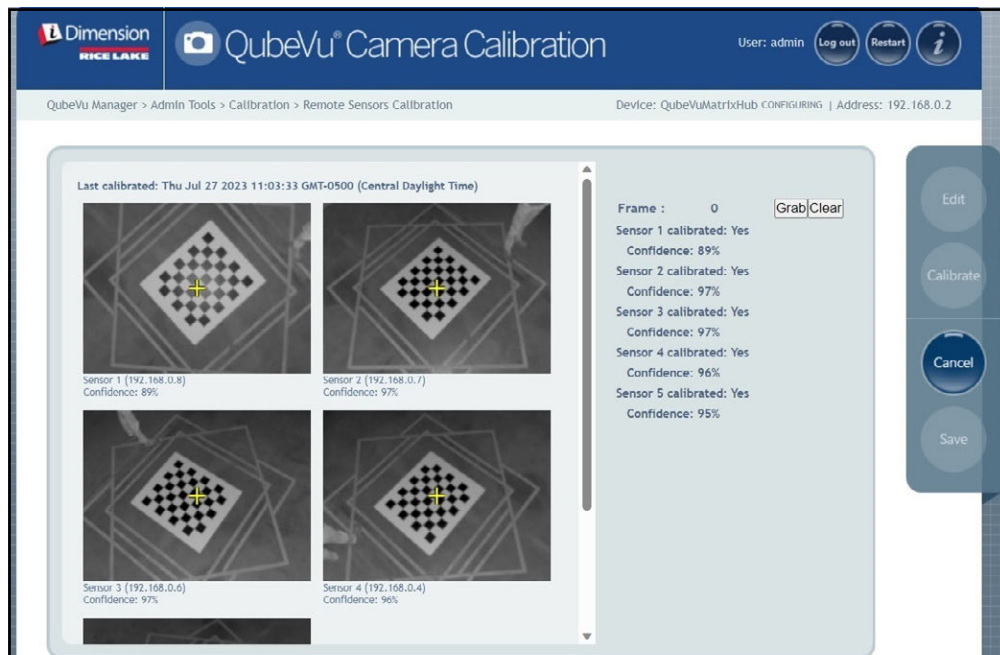 iDimension
RICE LAKE
QubeVu® Camera Calibration
User: admin
Log out
Restart
i
QubeVu Manager > Admin Tools > Calibration > Remote Sensors Calibration
Device: QubeVuMatrixHub CONFIGURING | Address: 192.168.0.2
Last calibrated: Thu Jul 27 2023 11:03:33 GMT-0500 (Central Daylight Time)
Sensor 1 (192.168.0.8)
Confidence: 89%
Sensor 2 (192.168.0.7)
Confidence: 97%
Sensor 3 (192.168.0.6)
Confidence: 97%
Sensor 4 (192.168.0.4)
Confidence: 96%
Frame : 0 Grab Clear
Sensor 1 calibrated: Yes
Confidence: 89%
Sensor 2 calibrated: Yes
Confidence: 97%
Sensor 3 calibrated: Yes
Confidence: 97%
Sensor 4 calibrated: Yes
Confidence: 96%
Sensor 5 calibrated: Yes
Confidence: 95%
Edit
Calibrate
Cancel
Save